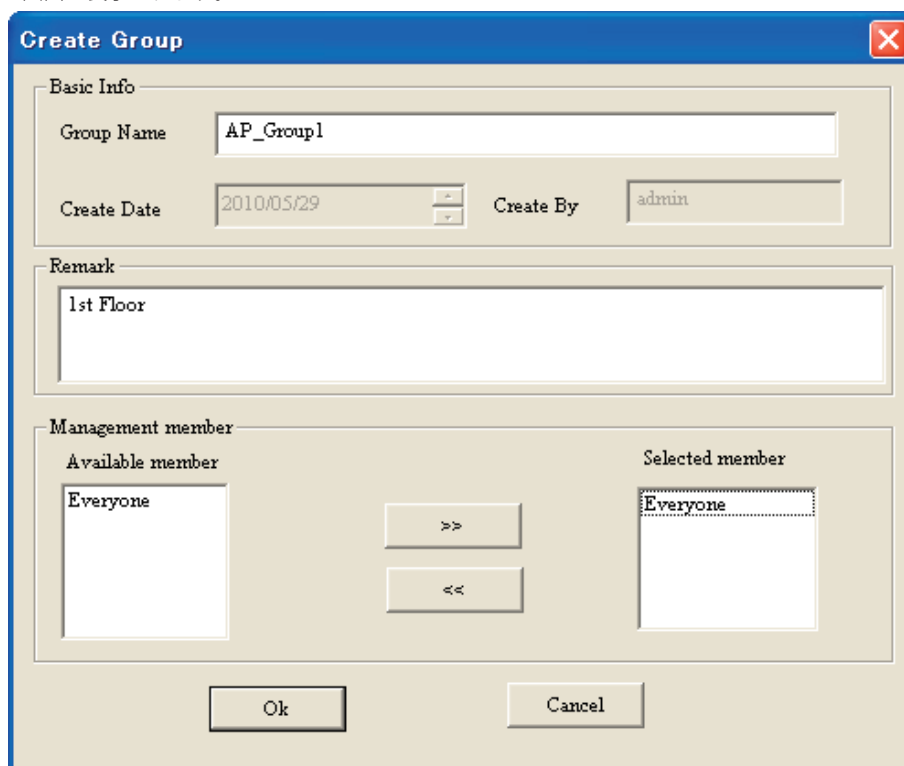 Create Group
Basic Info
Group Name AP_Group1
Create Date 2010/05/29 Create By admin
Remark
1st Floor
Management member
Available member Selected member
Everyone Everyone
>>
<<
Ok Cancel